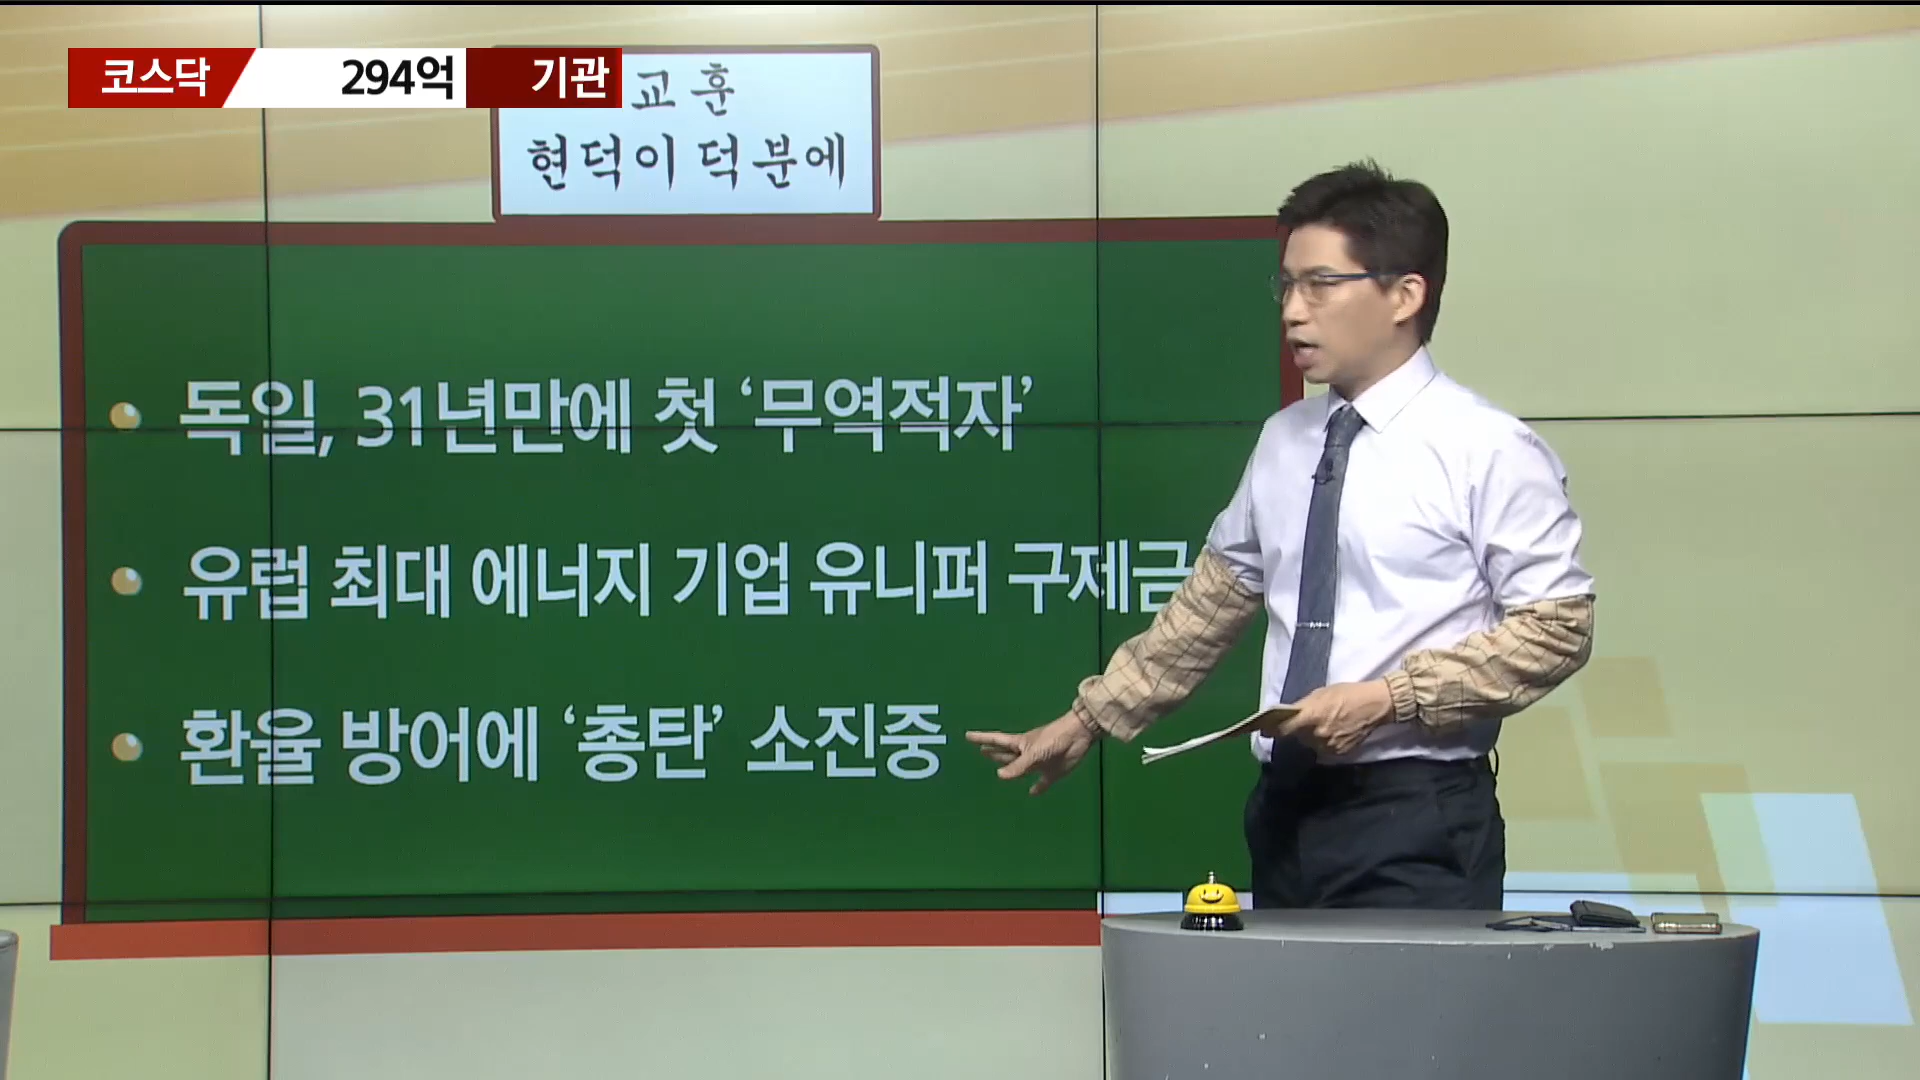 코스닥 294억 기관
교훈
현덕이 덕분에
독일, 31년만에 첫 ‘무역적자’
유럽 최대 에너지 기업 유니퍼 구제금
환율 방어에 ‘총탄’ 소진중